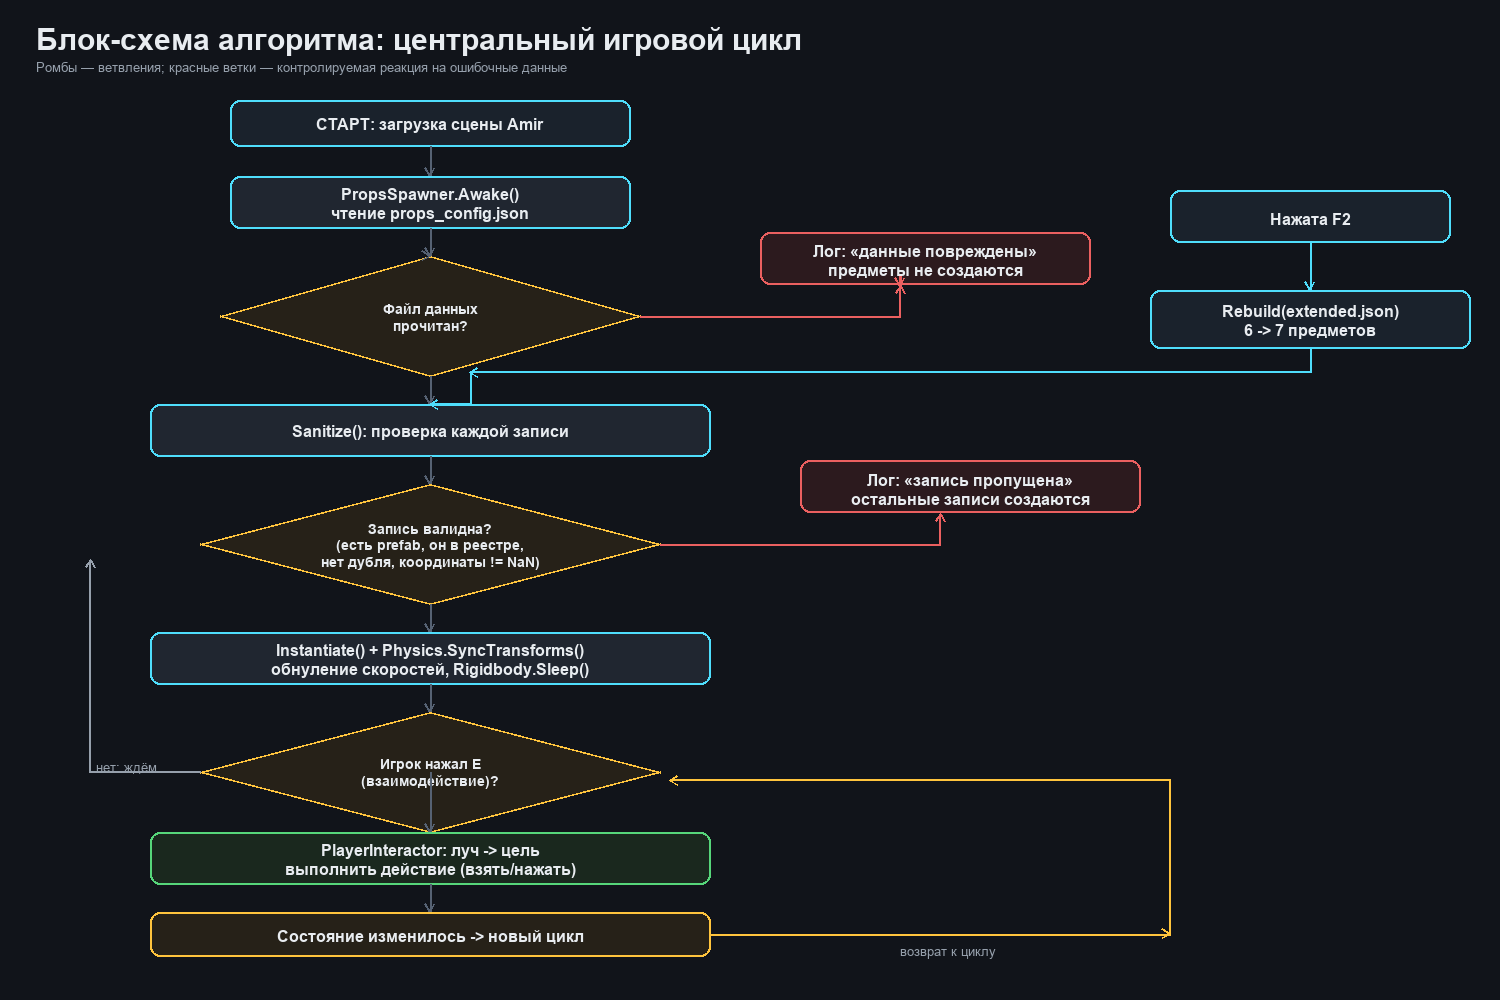 Блок-схема алгоритма: центральный игровой цикл
Ромбы — ветвления; красные ветки — контролируемая реакция на ошибочные данные
СТАРТ: загрузка сцены Amir
PropsSpawner.Awake()
чтение props_config.json
Нажата F2
Лог: «данные повреждены»
предметы не создаются
Файл данных
прочитан?
Rebuild(extended.json)
6 -> 7 предметов
Sanitize(): проверка каждой записи
Лог: «запись пропущена»
остальные записи создаются
Запись валидна?
(есть prefab, он в реестре,
нет дубля, координаты != NaN)
Instantiate() + Physics.SyncTransforms()
обнуление скоростей, Rigidbody.Sleep()
Игрок нажал E
(взаимодействие)?
нет: ждём
PlayerInteractor: луч -> цель
выполнить действие (взять/нажать)
Состояние изменилось -> новый цикл
возврат к циклу